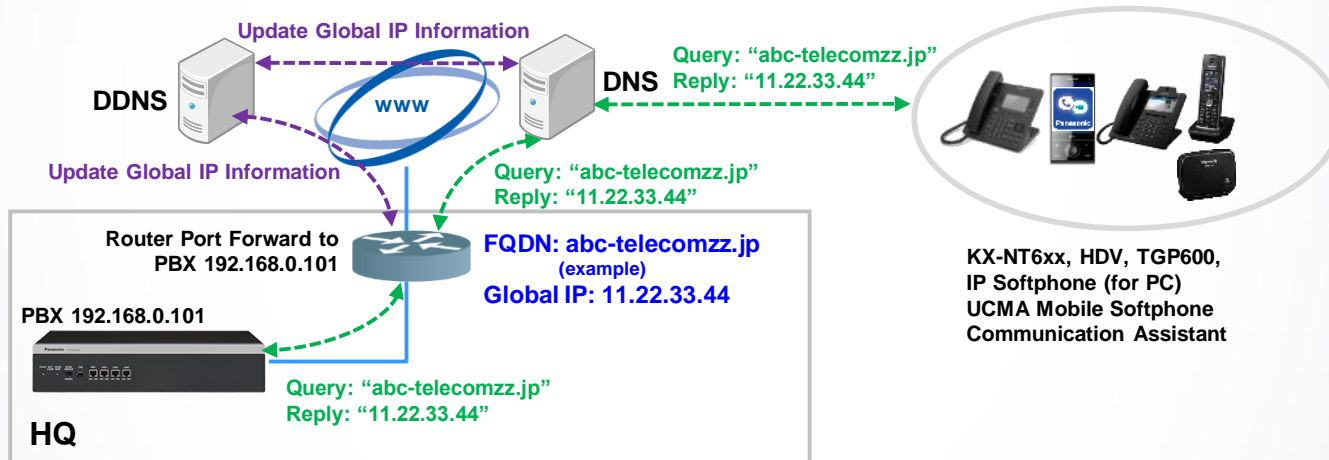 Update Global IP Information
Query: “abc-telecomzz.jp”
Reply: “11.22.33.44”
DDNS
www
DNS
Panasonic
Update Global IP Information
Query: “abc-telecomzz.jp”
Reply: “11.22.33.44”
Router Port Forward to
PBX 192.168.0.101
FQDN: abc-telecomzz.jp
(example)
Global IP: 11.22.33.44
KX-NT6xx, HDV, TGP600,
IP Softphone (for PC)
UCMA Mobile Softphone
Communication Assistant
PBX 192.168.0.101
Panasonic
Query: “abc-telecomzz.jp”
Reply: “11.22.33.44”
HQ